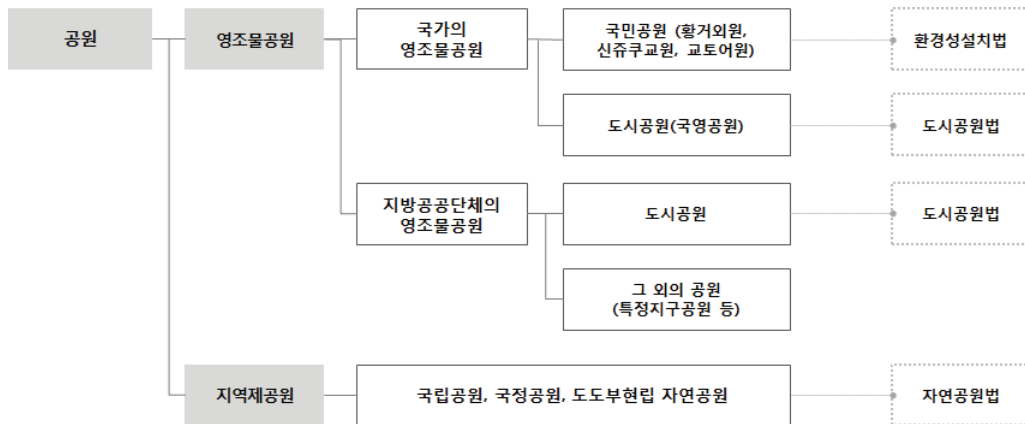 공원
영조물공원
국가의
영조물공원
국민공원 (황거외원,
신쥬쿠교원, 교토어원)
환경성설치법
도시공원(국영공원)
도시공원법
지방공공단체의
영조물공원
도시공원
도시공원법
그 외의 공원
(특정지구공원 등)
지역제공원
국립공원, 국정공원, 도도부현립 자연공원
자연공원법